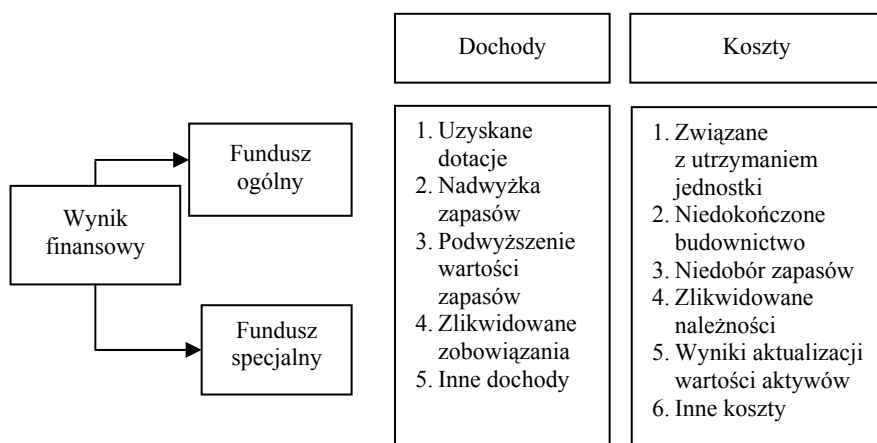 Dochody
Koszty
Wynik
finansowy
Fundusz
ogólny
Fundusz
specjalny
1. Uzyskane
dotacje
2. Nadwyżka
zapasów
3. Podwyższenie
wartości
zapasów
4. Zlikwidowane
zobowiązania
5. Inne dochody
1. Związane
z utrzymaniem
jednostki
2. Niedokończone
budownictwo
3. Niedobór zapasów
4. Zlikwidowane
należności
5. Wyniki aktualizacji
wartości aktywów
6. Inne koszty